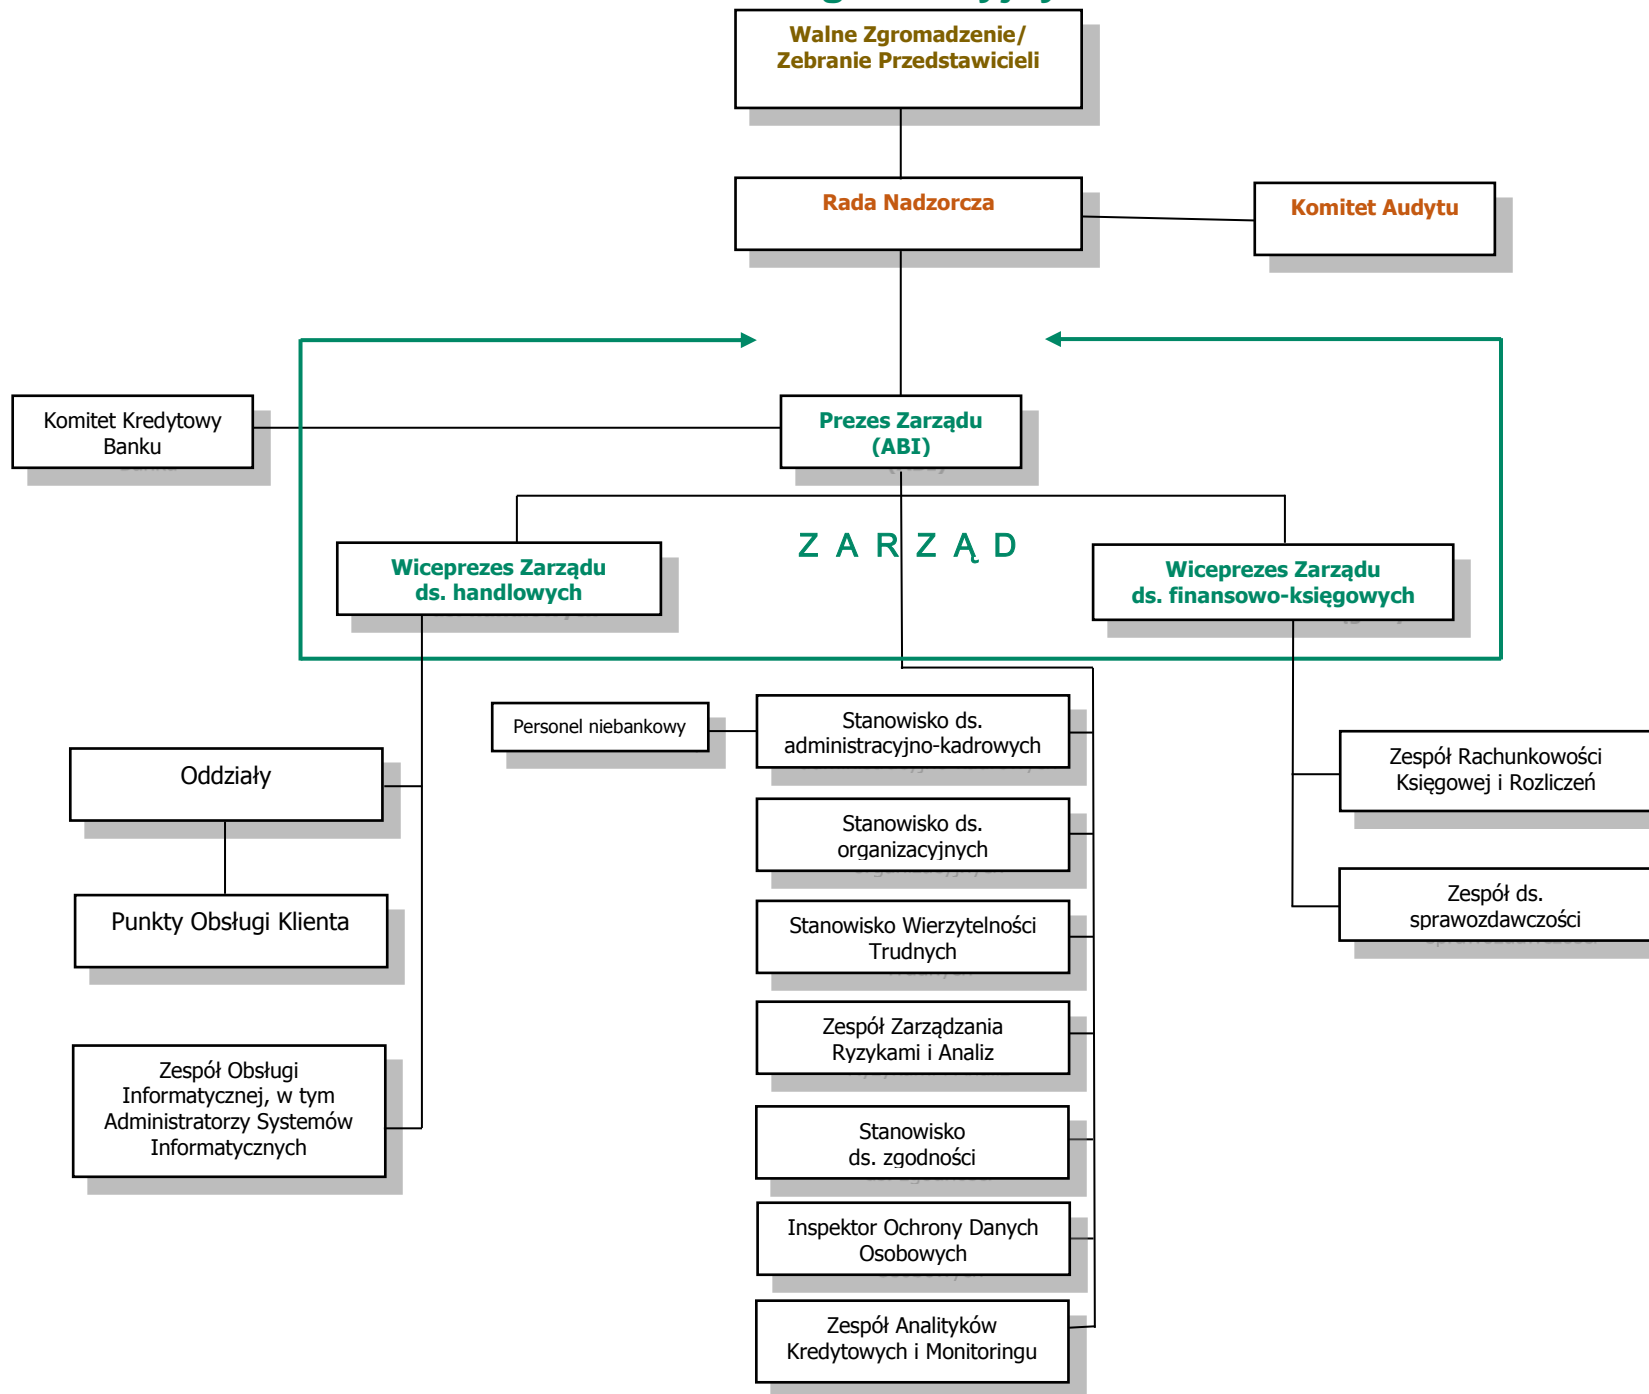 Walne Zgromadzenie/
Zebranie Przedstawicieli
Rada Nadzorcza
Komitet Audytu
Komitet Kredytowy
Banku
Prezes Zarządu
(ABI)
Z A R Z Ą D
Wiceprezes Zarządu
ds. handlowych
Wiceprezes Zarządu
ds. finansowo-księgowych
Personel niebankowy
Stanowisko ds.
administracyjno-kadrowych
Oddziały
Zespół Rachunkowości
Księgowej i Rozliczeń
Stanowisko ds.
organizacyjnych
Punkty Obsługi Klienta
Zespół ds.
sprawozdawczości
Stanowisko Wierzytelności
Trudnych
Zespół Zarządzania
Ryzykami i Analiz
Zespół Obsługi
Informatycznej, w tym
Administratorzy Systemów
Informatycznych
Stanowisko
ds. zgodności
Inspektor Ochrony Danych
Osobowych
Zespół Analityków
Kredytowych i Monitoringu